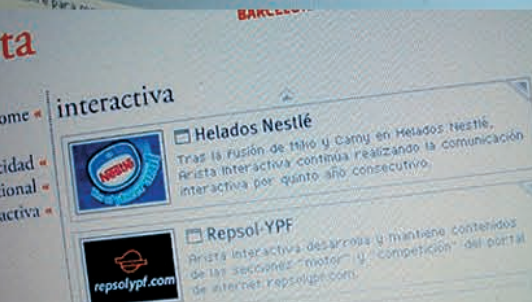 BARCELO
ta
ome «
cidad «
cional «
activa «
interactiva
Helados Nestlé
Tras la fusión de Miko y Camy en Helados Nestlé,
Arista Interactiva continúa realizando la comunicación
interactiva por quinto año consecutivo.
Nestlé
Repsol-YPF
Arista Interactiva desarrolla y mantiene contenidos
de las secciones "motor" y "competición" del portal
de internet repsolypf.com.
repsolypf.com